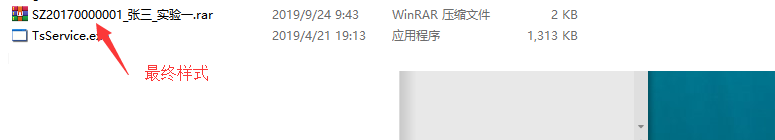 SZ20170000001_张三_实验一.rar 2019/9/24 9:43 WinRAR 压缩文件 2 KB
TsService.e 2019/4/21 19:13 应用程序 1,313 KB
最终样式